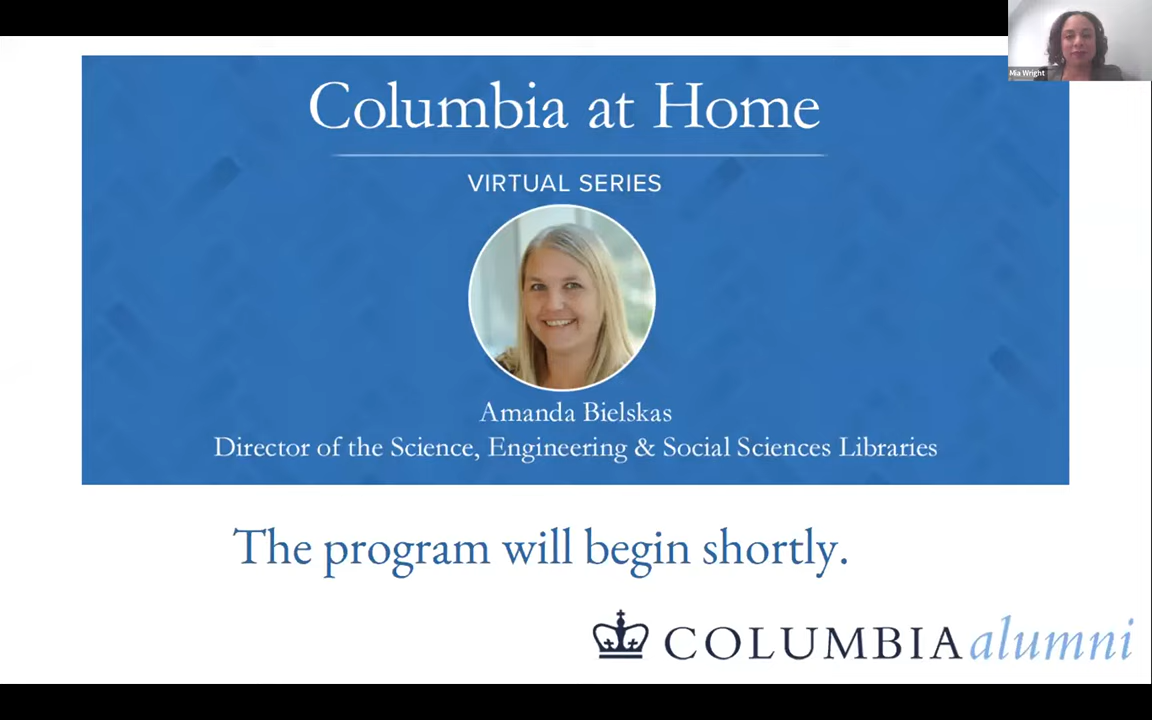 Mia Wright
Columbia at Home
VIRTUAL SERIES
Amanda Bielskas
Director of the Science, Engineering & Social Sciences Libraries
The program will begin shortly.
COLUMBIA alumni